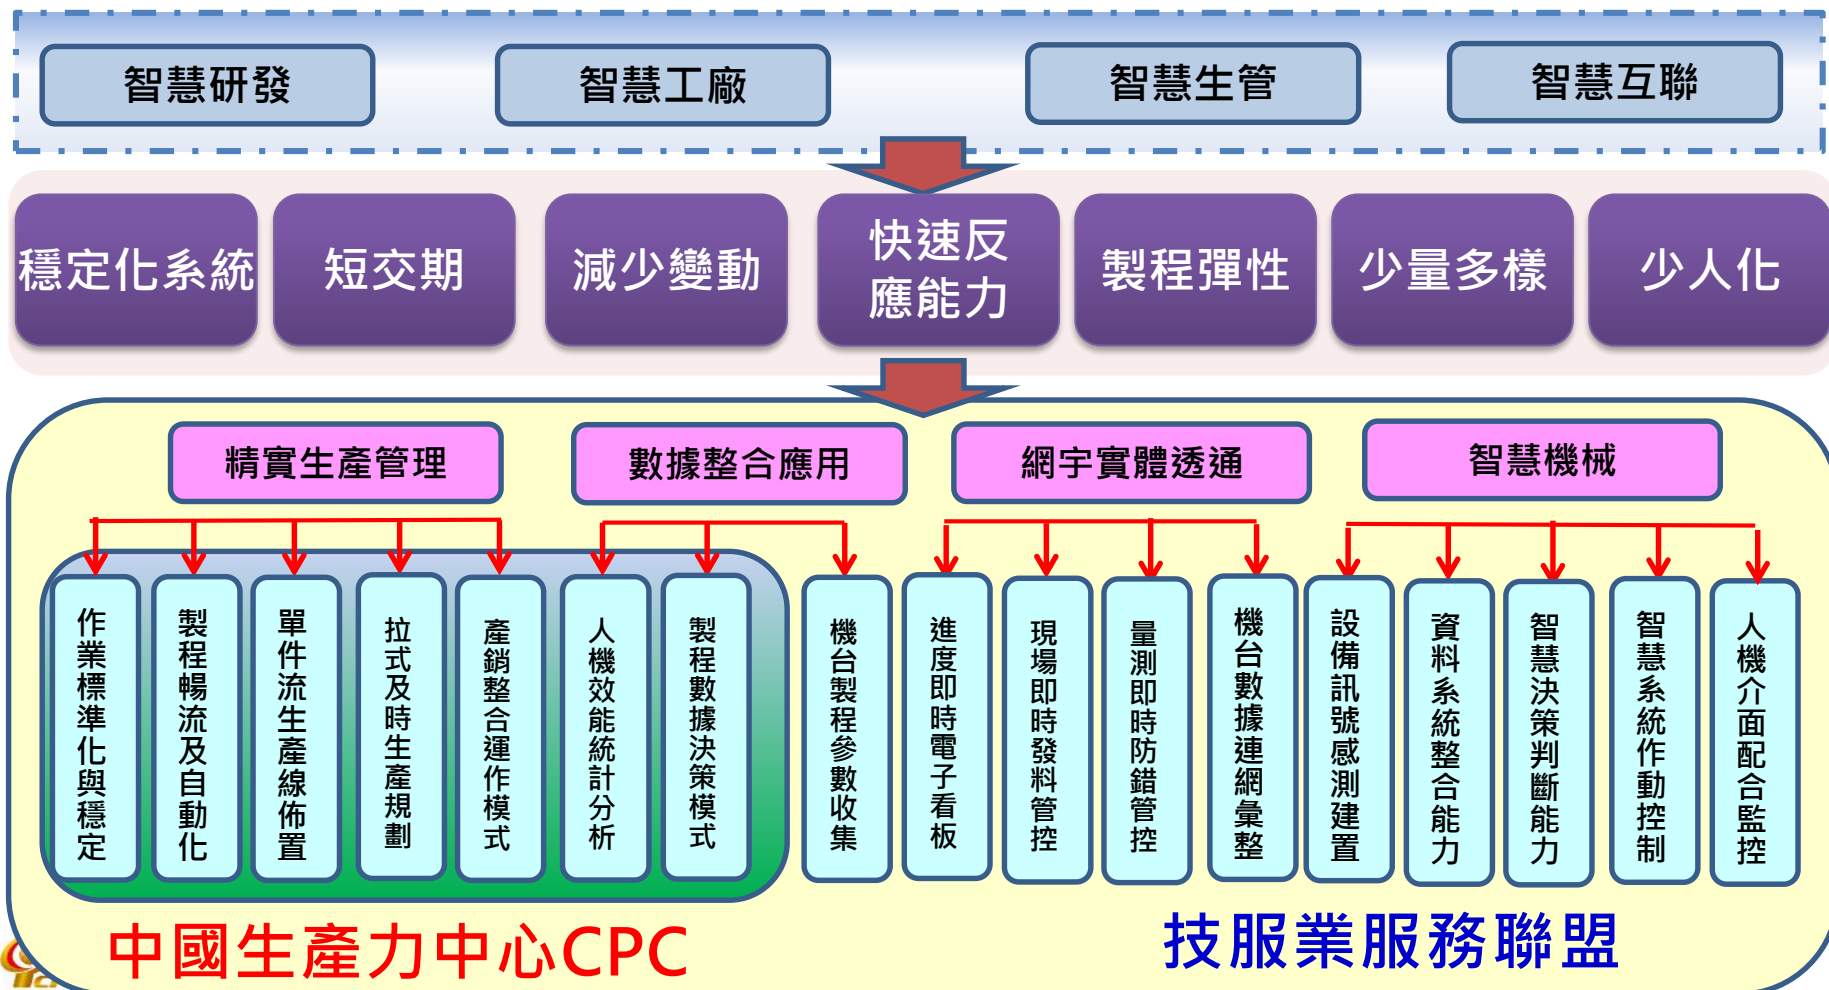 智慧研發
智慧工廠
智慧生管
智慧互聯
穩定化系統
短交期
減少變動
快速反
應能力
製程彈性
少量多樣
少人化
精實生產管理
數據整合應用
網宇實體透通
智慧機械
作業標準化與穩定
製程暢流及自動化
單件流生產線佈置
拉式及時生產規劃
產銷整合運作模式
人機效能統計分析
製程數據決策模式
機台製程參數收集
進度即時電子看板
現場即時發料管控
量測即時防錯管控
機台數據連網彙整
設備訊號感測建置
資料系統整合能力
智慧決策判斷能力
智慧系統作動控制
人機介面配合監控
中國生產力中心CPC
技服業服務聯盟